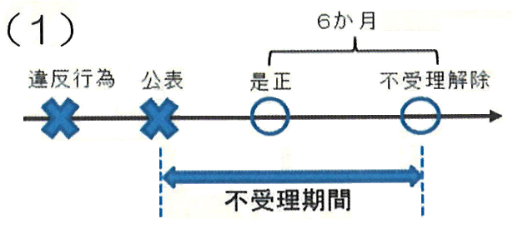 （1）
6か月
違反行為 公表 是正 不受理解除
不受理期間